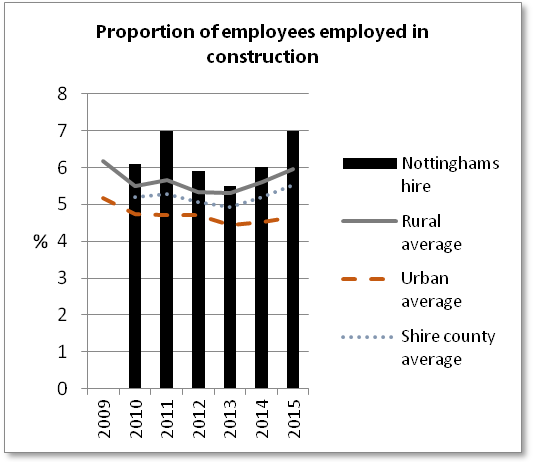 Proportion of employees employed in
construction
8
7
6
5
4
3
2
1
0
%
2009
2010
2011
2012
2013
2014
2015
Nottinghams
hire
Rural
average
Urban
average
Shire county
average